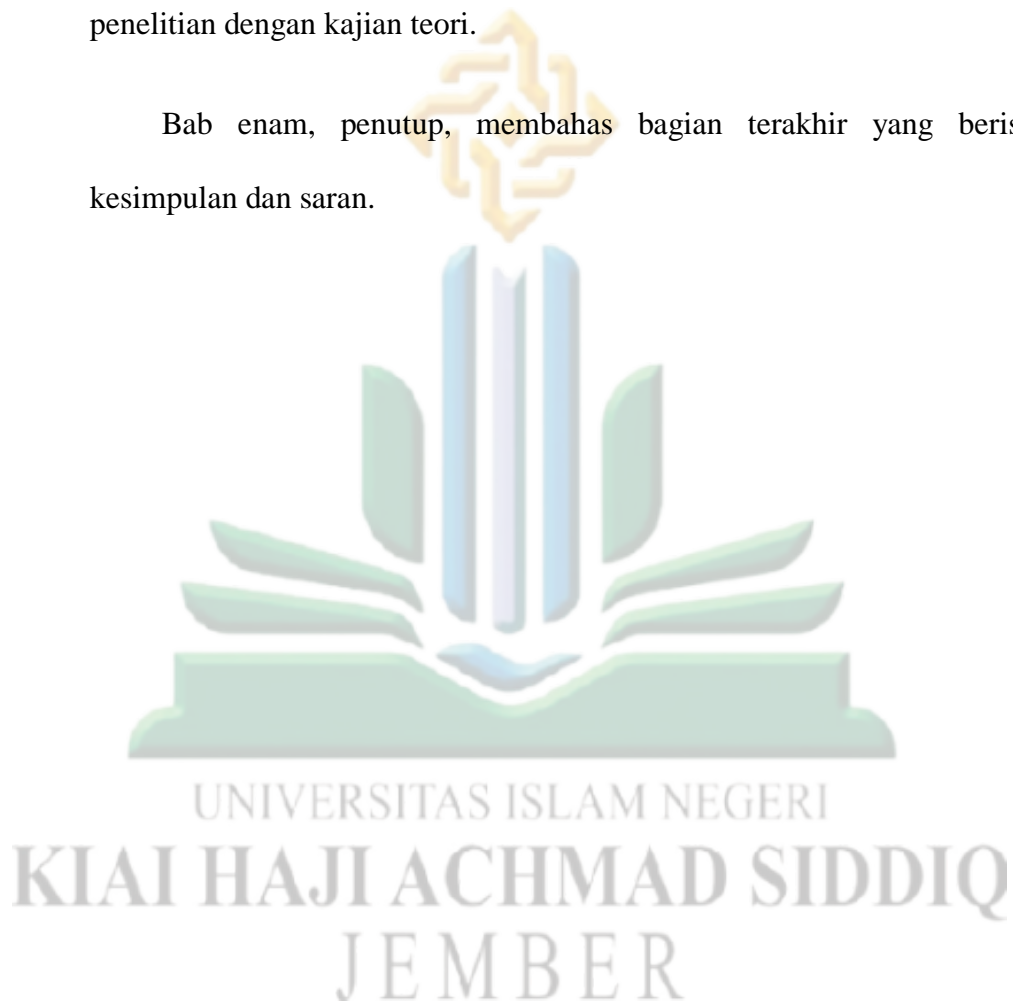 penelitian dengan kajian teori.
Bab enam, penutup, membahas bagian terakhir yang beris
kesimpulan dan saran.
UNIVERSITAS ISLAM NEGERI
KIAI HAJI ACHMAD SIDDIQ
JEMBER